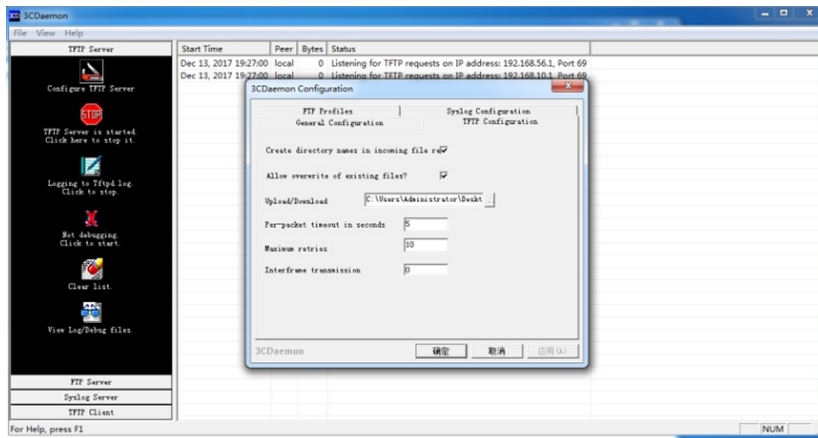 3CDaemon
File View Help
TFTP Server
Start Time Peer Bytes Status
Dec 13, 2017 19:27:00 local 0 Listening for TFTP requests on IP address: 192.168.56.1, Port 69
Dec 13, 2017 19:27:00 local 0 Listening for TFTP requests on IP address: 192.168.10.1, Port 69
Configure TFTP Server
STOP
TFTP Server is started.
Click here to stop it.
Logging to Tftpd.log.
Click to stop.
Not debugging.
Click to start.
Clear list.
View Log/Debug files.
FTP Server
Syslog Server
TFTP Client
3CDaemon Configuration
FTP Profiles Syslog Configuration
General Configuration TFTP Configuration
Create directory names in incoming file re
Allow overwrite of existing files?
Upload/Download C:\Users\Administrator\Deskt ...
Per-packet timeout in seconds 5
Maximum retries 10
Interframe transmission 0
3CDaemon 确定 取消 应用(A)
For Help, press F1 NUM